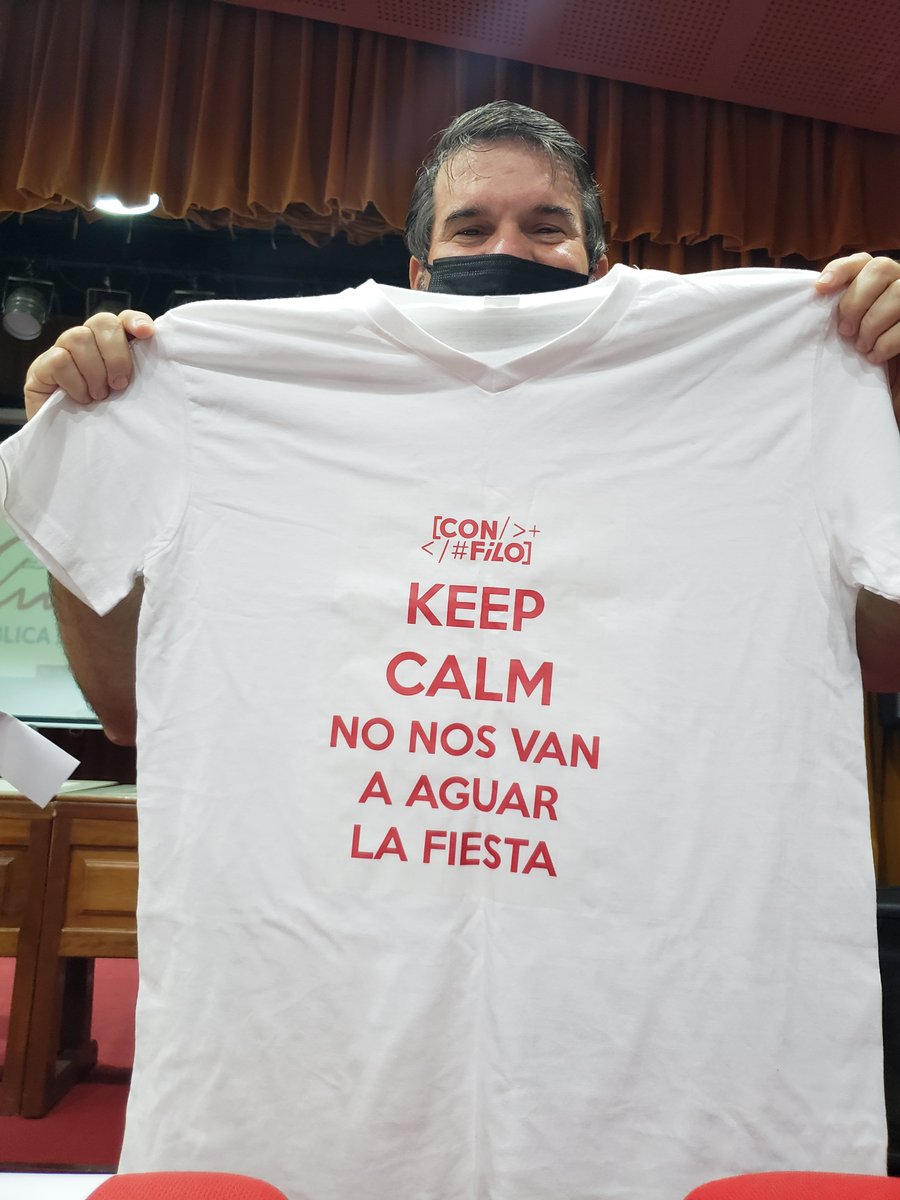 [CON/>+
</#FiLO]
KEEP
CALM
NO NOS VAN
A AGUAR
LA FIESTA